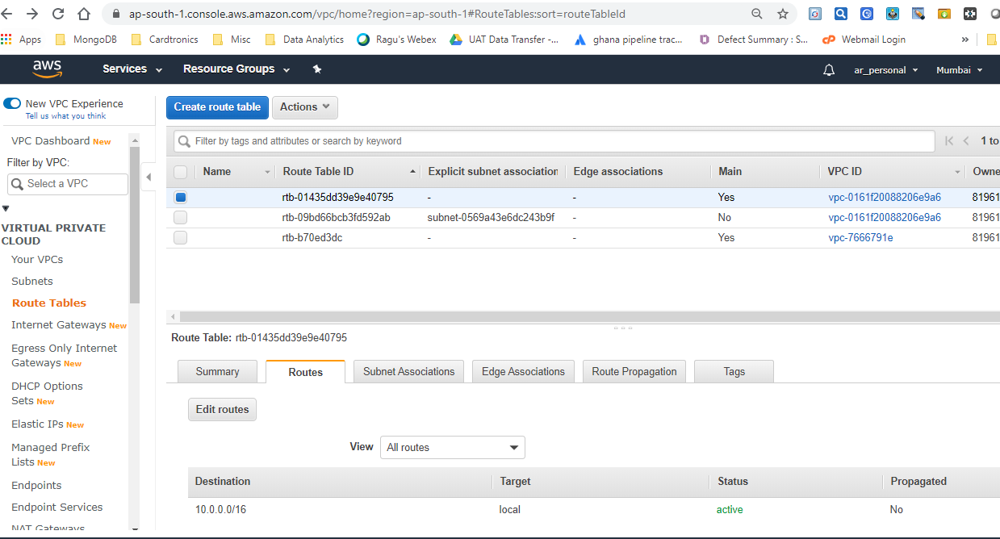 ap-south-1.console.aws.amazon.com/vpc/home?region=ap-south-1#RouteTables:sort=routeTableId
Apps MongoDB Cardtronics Misc Data Analytics Ragu's Webex UAT Data Transfer -... ghana pipeline trac... Defect Summary : S... cP Webmail Login »
aws Services Resource Groups ar_personal Mumbai
New VPC Experience
Tell us what you think
VPC Dashboard New
Filter by VPC:
Select a VPC
VIRTUAL PRIVATE
CLOUD
Your VPCs
Subnets
Route Tables
Internet Gateways New
Egress Only Internet
Gateways New
DHCP Options
Sets New
Elastic IPs New
Managed Prefix
Lists New
Endpoints
Endpoint Services
NAT Gateways
Create route table Actions
Filter by tags and attributes or search by keyword 1 to
Name Route Table ID Explicit subnet association Edge associations Main VPC ID Owne
rtb-01435dd39e9e40795 - - Yes vpc-0161f20088206e9a6 81961
rtb-09bd66bcb3fd592ab subnet-0569a43e6dc243b9f - No vpc-0161f20088206e9a6 81961
rtb-b70ed3dc - - Yes vpc-7666791e 81961
Route Table: rtb-01435dd39e9e40795
Summary Routes Subnet Associations Edge Associations Route Propagation Tags
Edit routes
View All routes
Destination Target Status Propagated
10.0.0.0/16 local active No